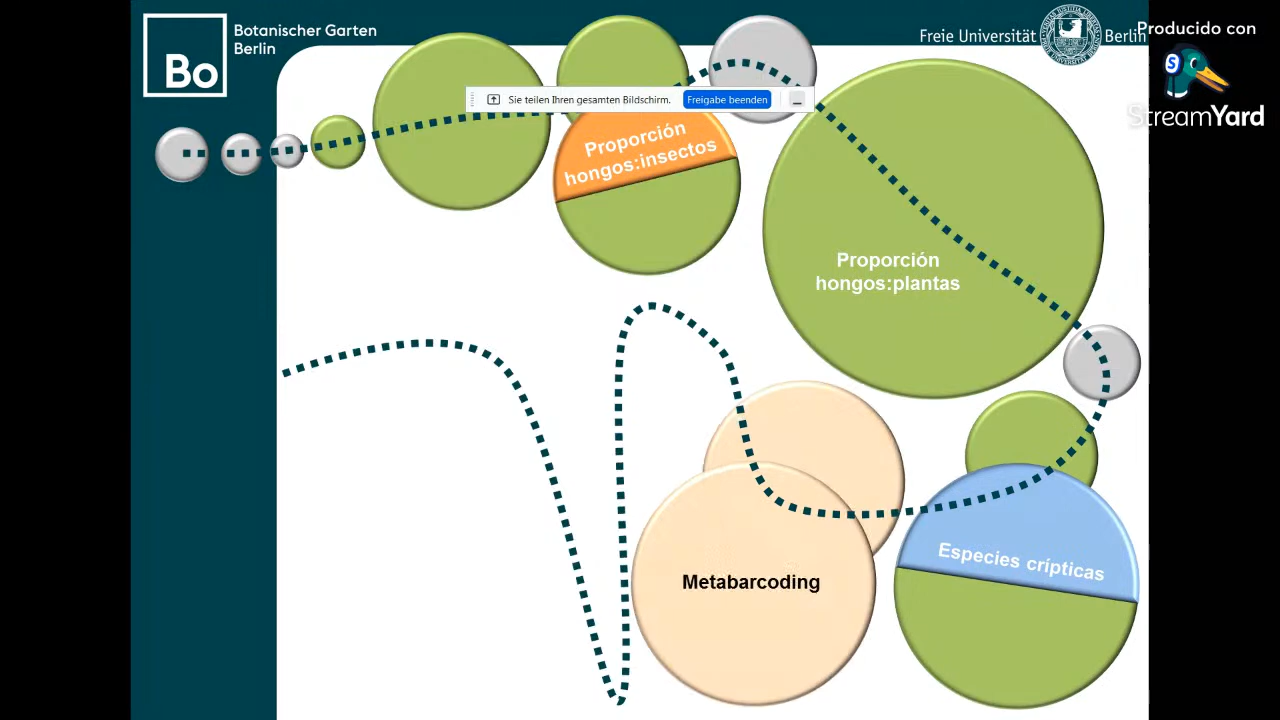 Bo
Botanischer Garten
Berlin
Freie Universität Berlin
Producido con
StreamYard
Sie teilen Ihren gesamten Bildschirm. Freigabe beenden
Proporción
hongos:insectos
Proporción
hongos:plantas
Especies crípticas
Metabarcoding